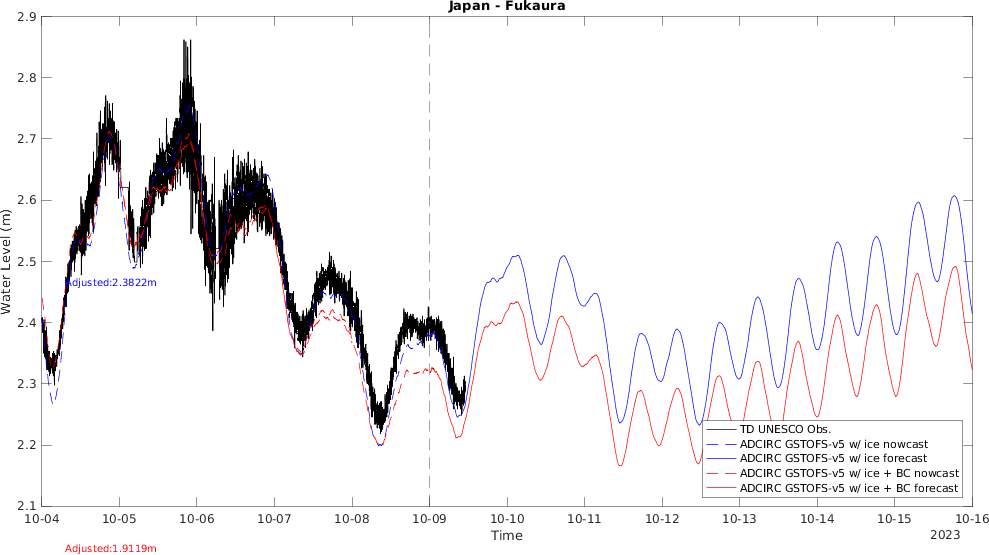 Japan - Fukaura
2.9
2.8
2.7
2.6
2.5
2.4
2.3
2.2
2.1
Water Level (m)
Adjusted:2.3822m
TD UNESCO Obs.
ADCIRC GSTOFS-v5 w/ ice nowcast
ADCIRC GSTOFS-v5 w/ ice forecast
ADCIRC GSTOFS-v5 w/ ice + BC nowcast
ADCIRC GSTOFS-v5 w/ ice + BC forecast
10-04 10-05 10-06 10-07 10-08 10-09 10-10 10-11 10-12 10-13 10-14 10-15 10-16
Time
2023
Adjusted:1.9119m